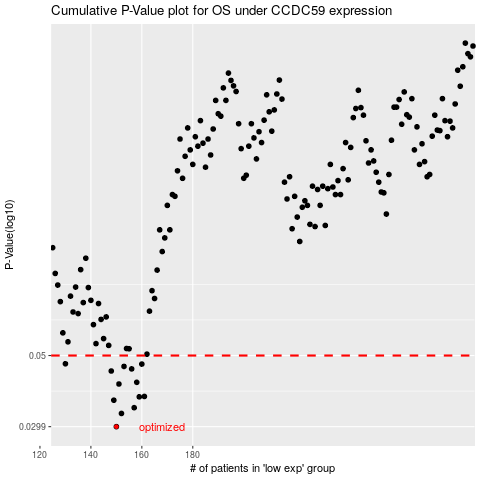 Cumulative P-Value plot for OS under CCDC59 expression
P-Value(log10)
0.05
0.0299
optimized
120 140 160 180
# of patients in 'low exp' group